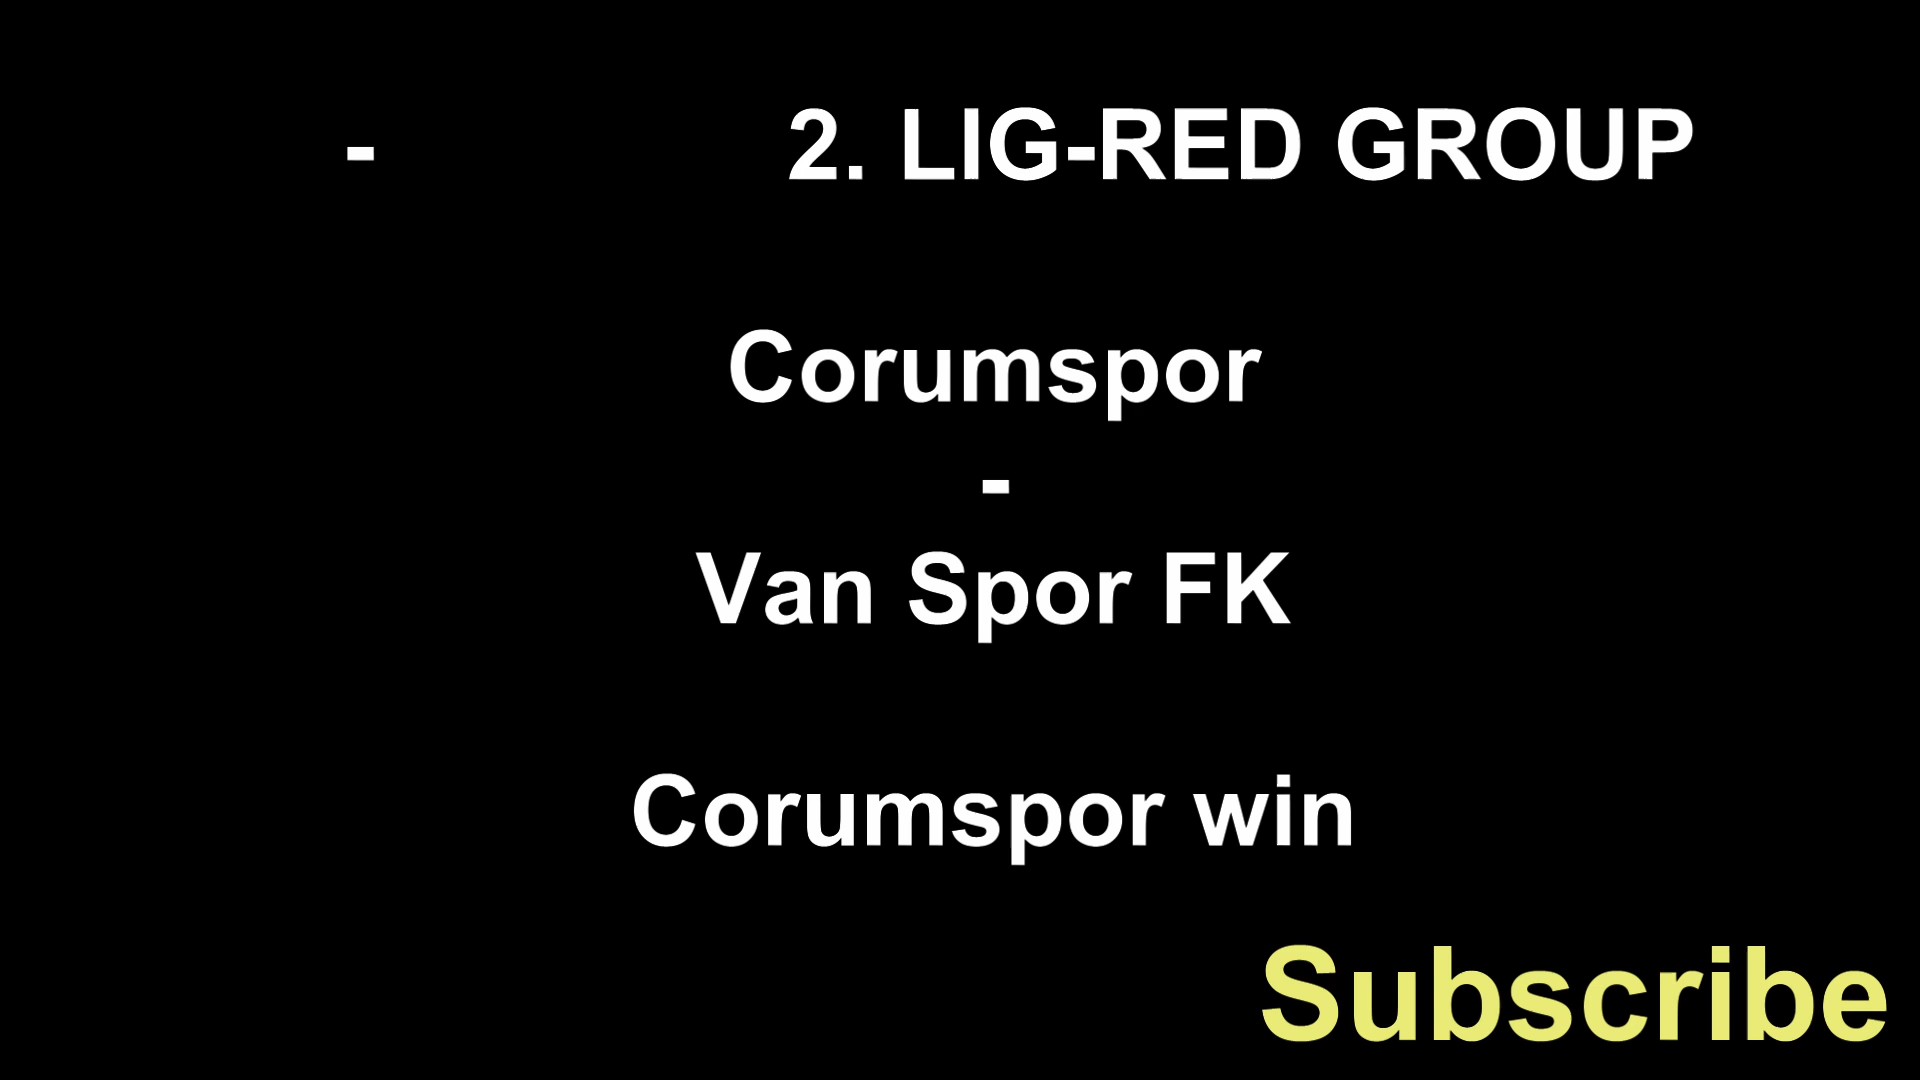 - 2. LIG-RED GROUP
Corumspor
-
Van Spor FK
Corumspor win
Subscribe